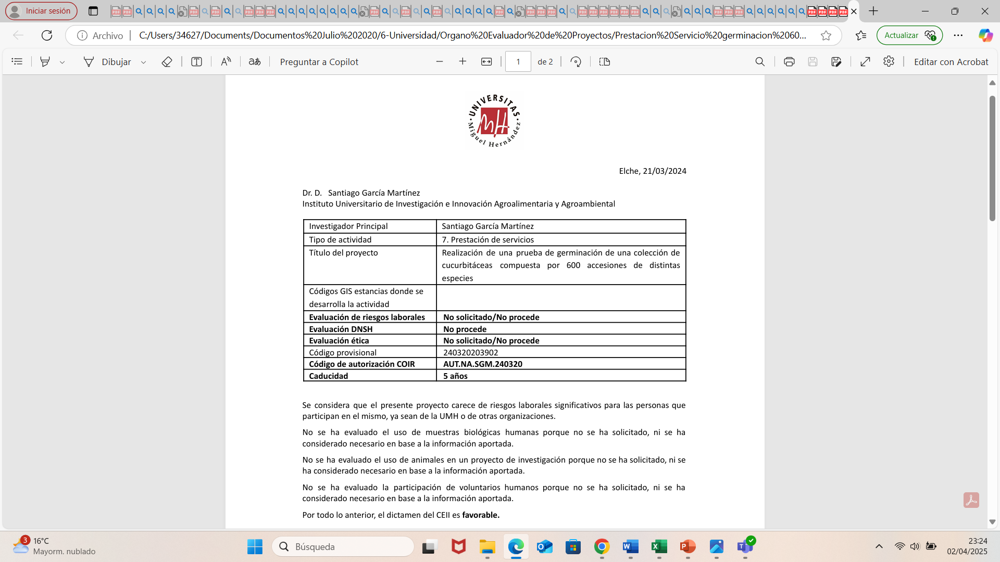 Iniciar sesión
Archivo
C:/Users/34627/Documents/Documentos%20Julio%202020/6-Universidad/Organo%20Evaluador%20de%20Proyectos/Prestacion%20Servicio%20germinacion%2060...
Actualizar
Dibujar
Preguntar a Copilot
1 de 2
Editar con Acrobat
UNIVERSITAS
mH
Miguel Hernández
Elche, 21/03/2024
Dr. D. Santiago García Martínez
Instituto Universitario de Investigación e Innovación Agroalimentaria y Agroambiental
Investigador Principal Santiago García Martínez
Tipo de actividad 7. Prestación de servicios
Título del proyecto Realización de una prueba de germinación de una colección de
cucurbitáceas compuesta por 600 accesiones de distintas
especies
Códigos GIS estancias donde se
desarrolla la actividad
Evaluación de riesgos laborales No solicitado/No procede
Evaluación DNSH No procede
Evaluación ética No solicitado/No procede
Código provisional 240320203902
Código de autorización COIR AUT.NA.SGM.240320
Caducidad 5 años
Se considera que el presente proyecto carece de riesgos laborales significativos para las personas que
participan en el mismo, ya sean de la UMH o de otras organizaciones.
No se ha evaluado el uso de muestras biológicas humanas porque no se ha solicitado, ni se ha
considerado necesario en base a la información aportada.
No se ha evaluado el uso de animales en un proyecto de investigación porque no se ha solicitado, ni se
ha considerado necesario en base a la información aportada.
No se ha evaluado la participación de voluntarios humanos porque no se ha solicitado, ni se ha
considerado necesario en base a la información aportada.
Por todo lo anterior, el dictamen del CEII es favorable.
3
16°C
Mayorm. nublado
Búsqueda
23:24
02/04/2025